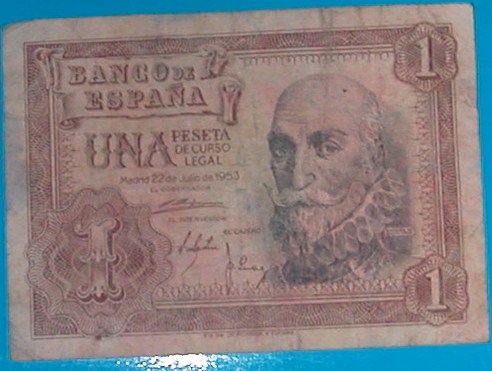 1
BANCO DE
ESPAÑA
UNA PESETA
DE CURSO
LEGAL
Madrid 22 de Julio de 1953
EL GOBERNADOR
EL INTERVENTOR
EL CAJERO
1
1